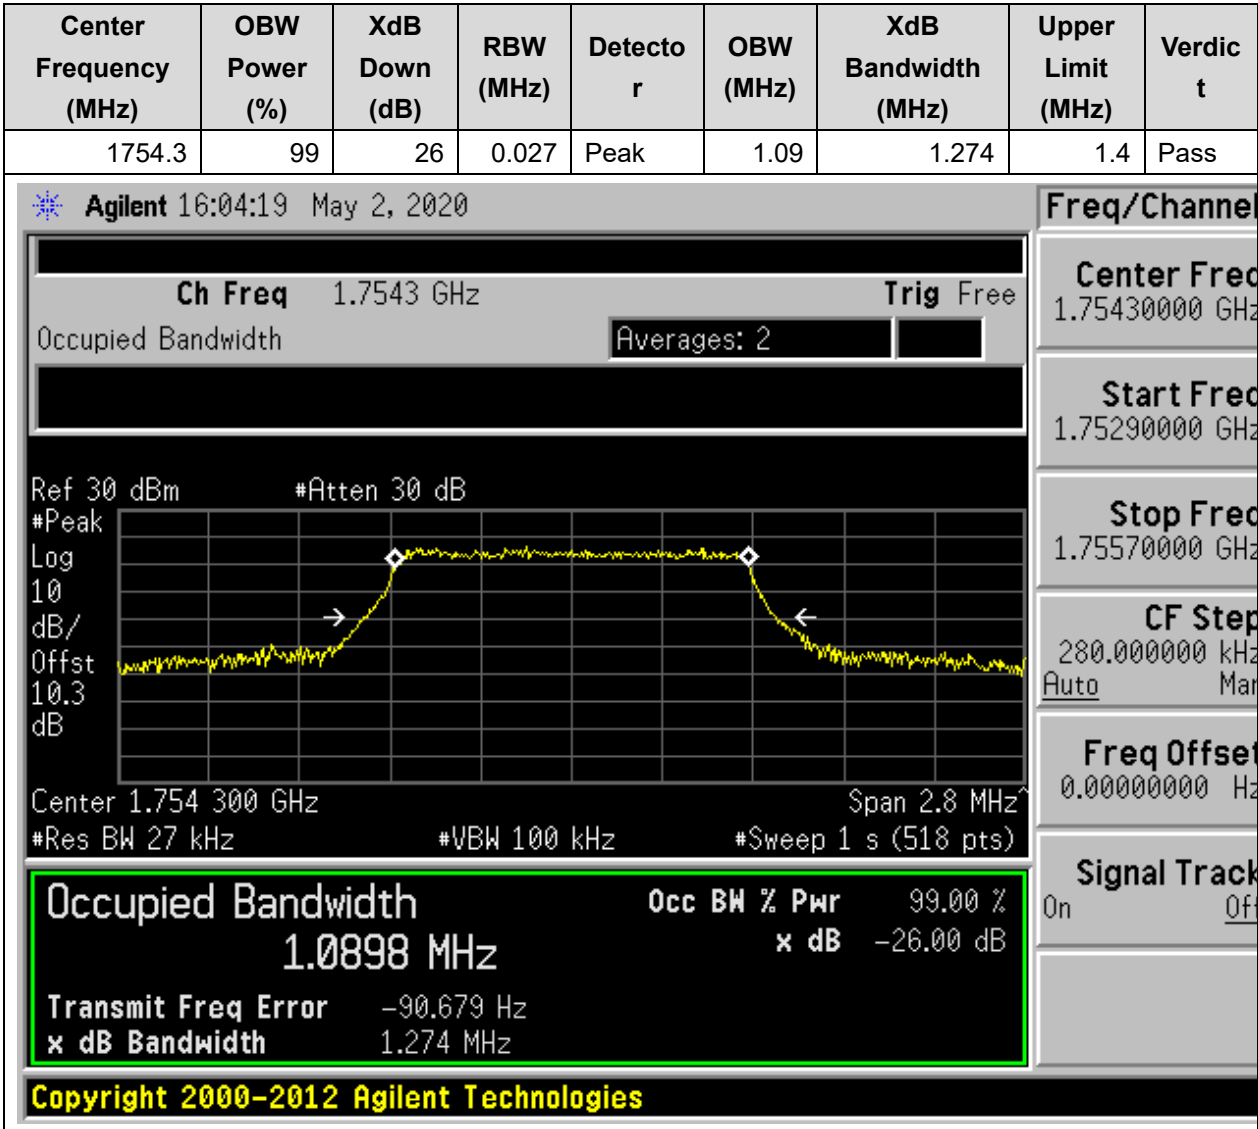 Center Frequency (MHz) OBW Power (%) XdB Down (dB) RBW (MHz) Detector OBW (MHz) XdB Bandwidth (MHz) Upper Limit (MHz) Verdict
1754.3 99 26 0.027 Peak 1.09 1.274 1.4 Pass
Agilent 16:04:19 May 2, 2020
Freq/Channel
Ch Freq 1.7543 GHz Trig Free
Occupied Bandwidth Averages: 2
Center Freq
1.75430000 GHz
Start Freq
1.75290000 GHz
Stop Freq
1.75570000 GHz
CF Step
280.000000 kHz
Auto Man
Freq Offset
0.00000000 Hz
Signal Track
On Off
Ref 30 dBm #Atten 30 dB
#Peak
Log
10
dB/
Offst
10.3
dB
Center 1.754 300 GHz Span 2.8 MHz^
#Res BW 27 kHz #VBW 100 kHz #Sweep 1 s (518 pts)
Occupied Bandwidth Occ BW % Pwr 99.00 %
1.0898 MHz x dB -26.00 dB
Transmit Freq Error -90.679 Hz
x dB Bandwidth 1.274 MHz
Copyright 2000-2012 Agilent Technologies